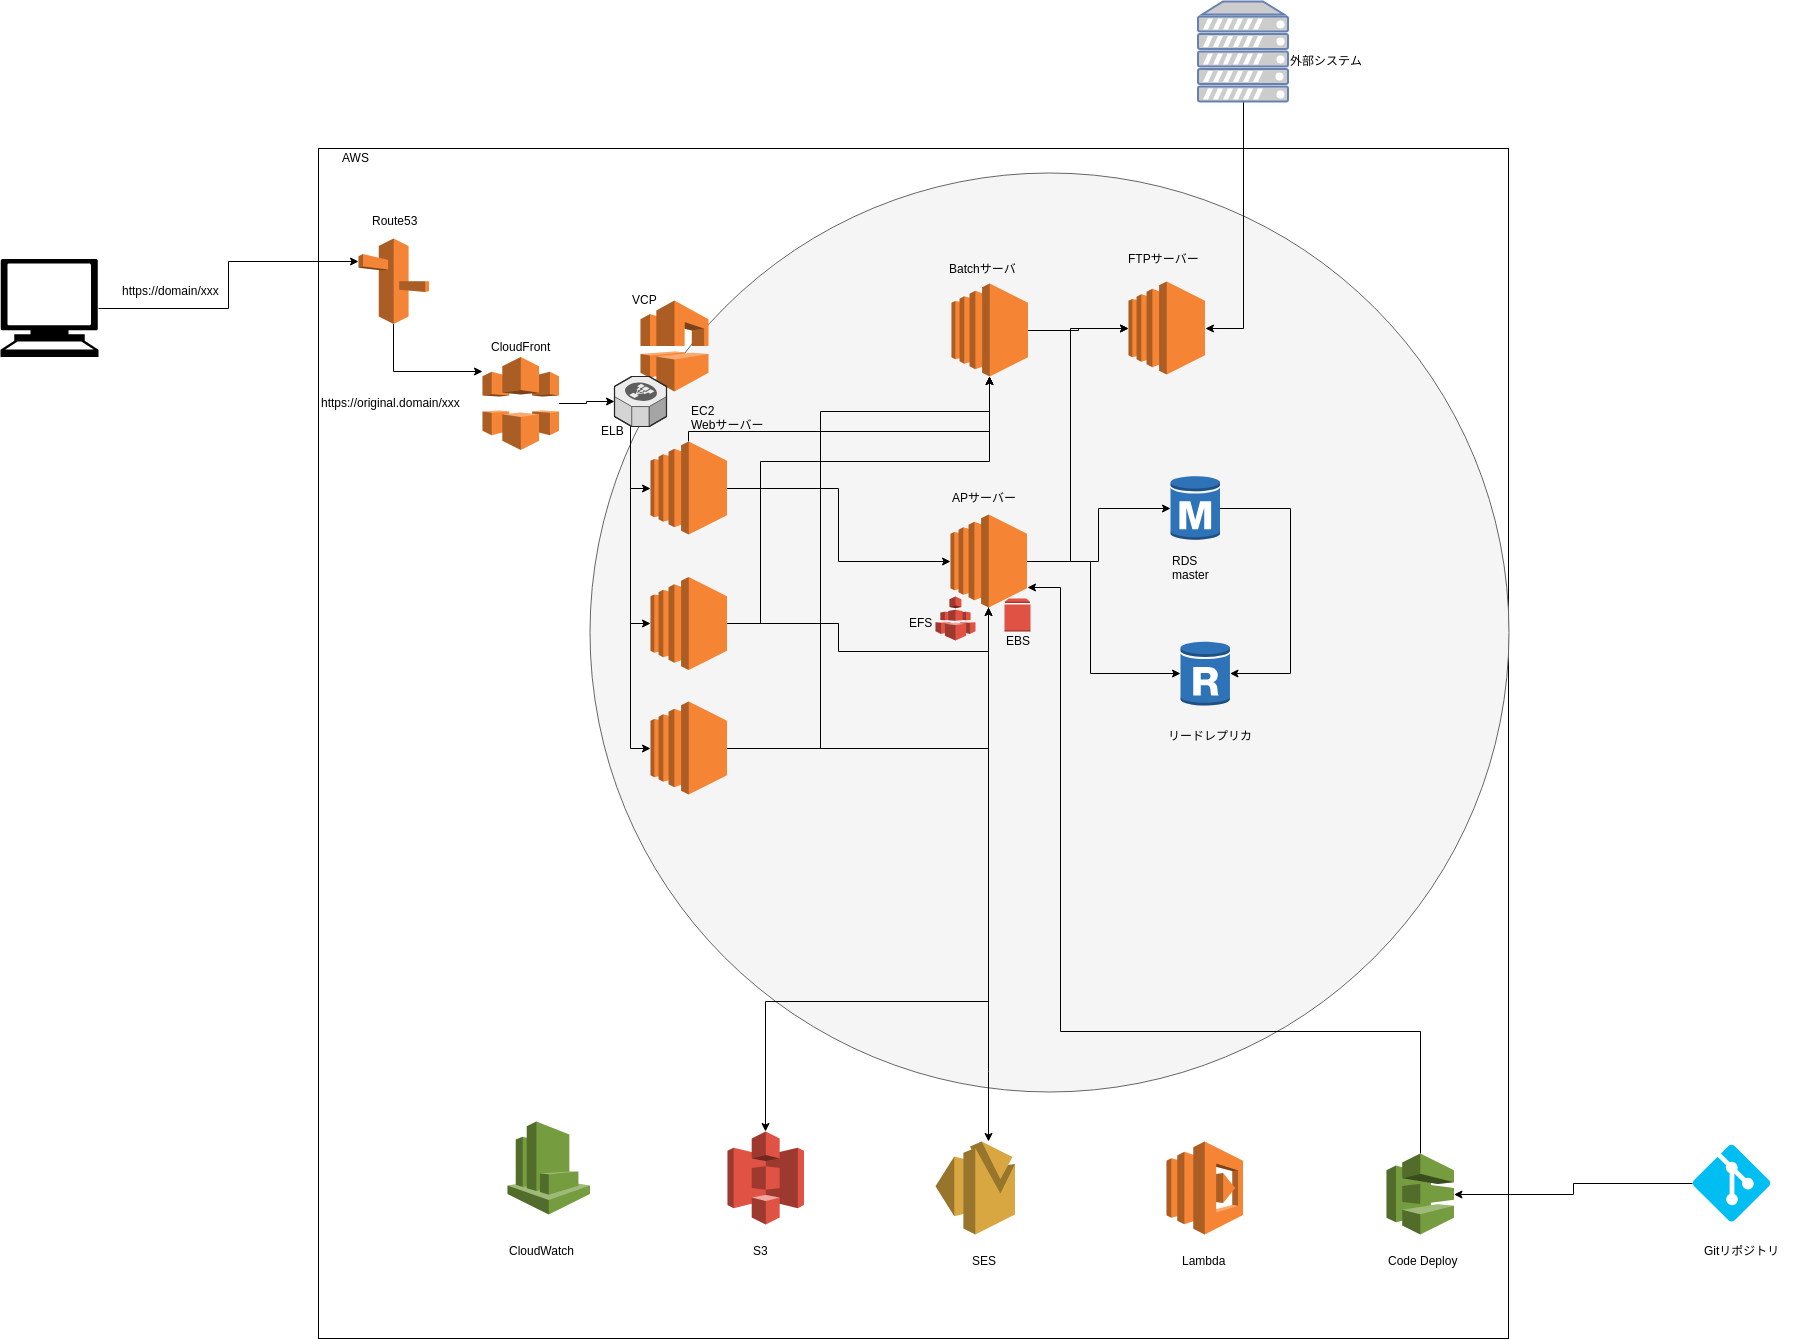 外部システム
AWS
Route53
https://domain/xxx
FTPサーバー
Batchサーバ
VCP
CloudFront
https://original.domain/xxx
EC2
Webサーバー
ELB
APサーバー
RDS
master
EFS
EBS
リードレプリカ
CloudWatch
S3
SES
Lambda
Code Deploy
Gitリポジトリ
M
R